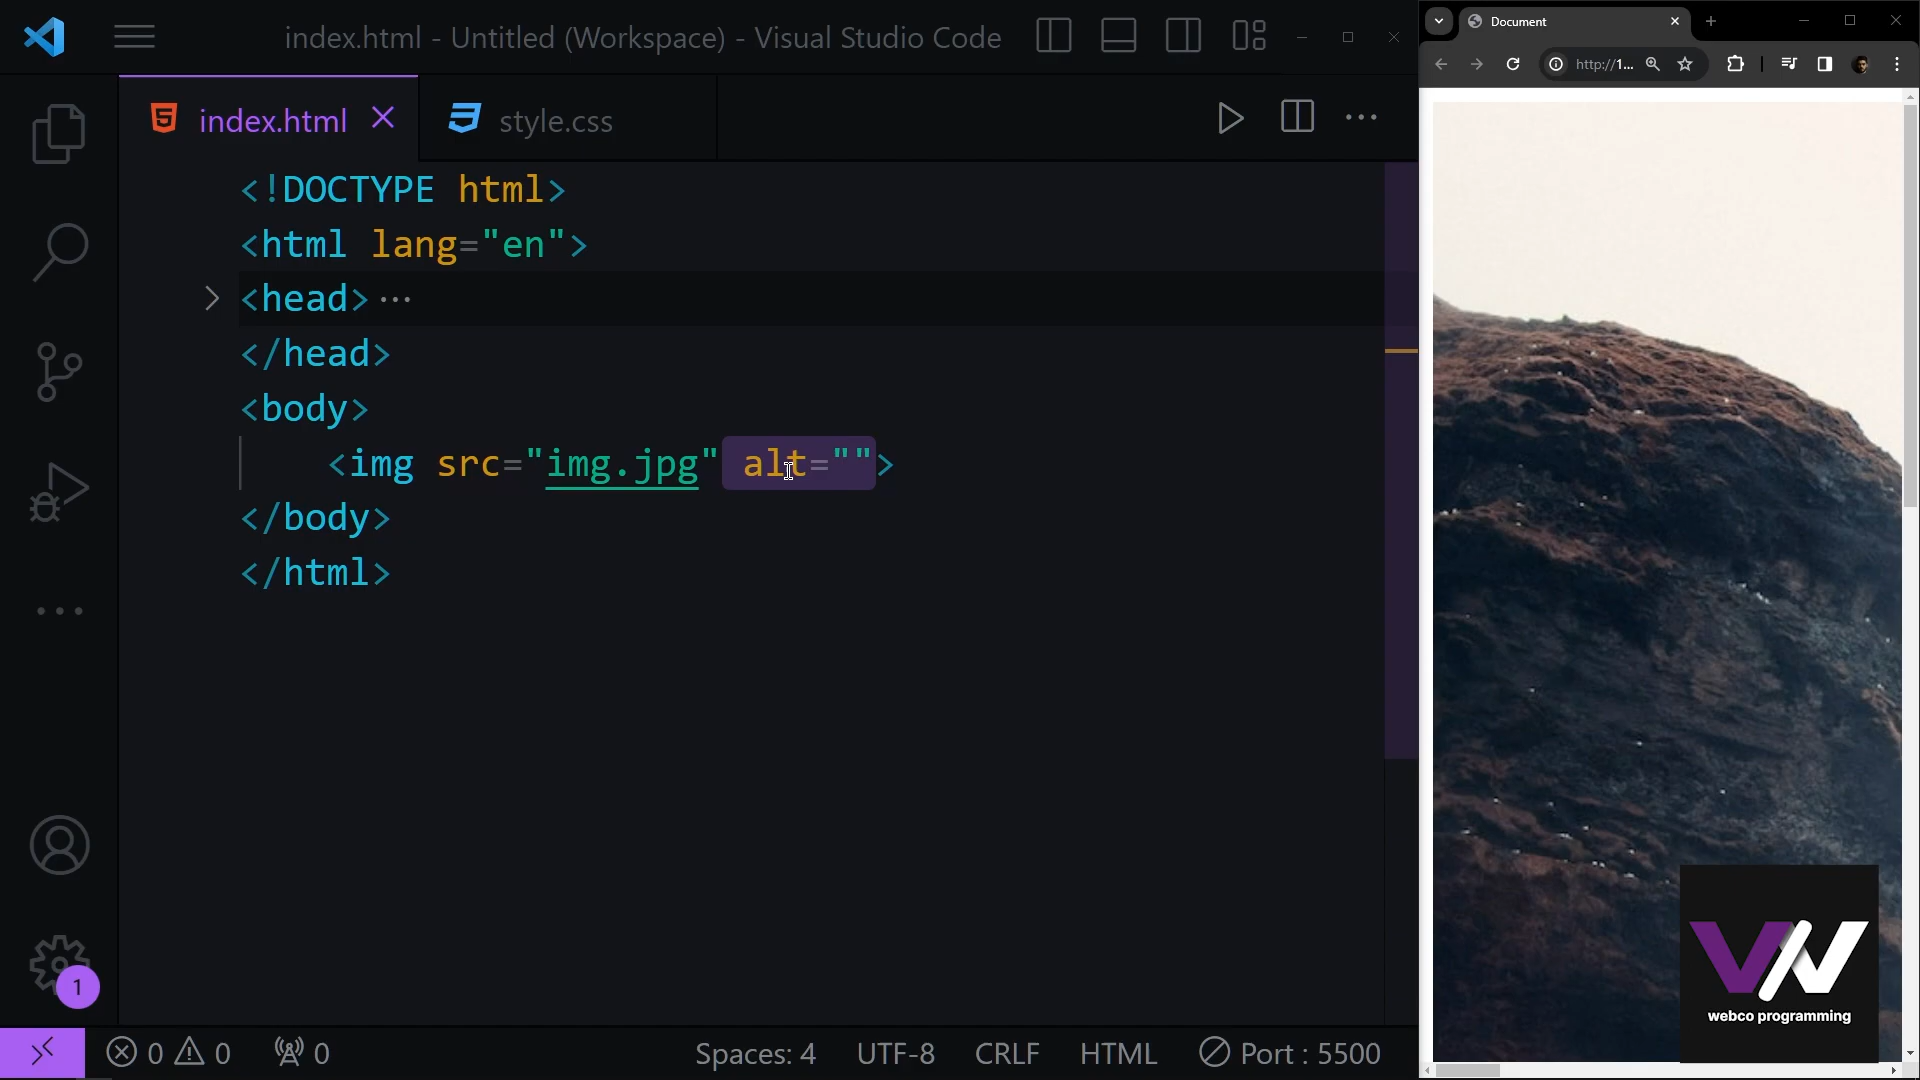 index.html - Untitled (Workspace) - Visual Studio Code
Document
index.html
style.css
http://1...
<!DOCTYPE html>
<html lang="en">
<head> ···
</head>
<body>
<img src="img.jpg" alt="">
</body>
</html>
1
0 0 0
Spaces: 4 UTF-8 CRLF HTML Port : 5500
webco programming